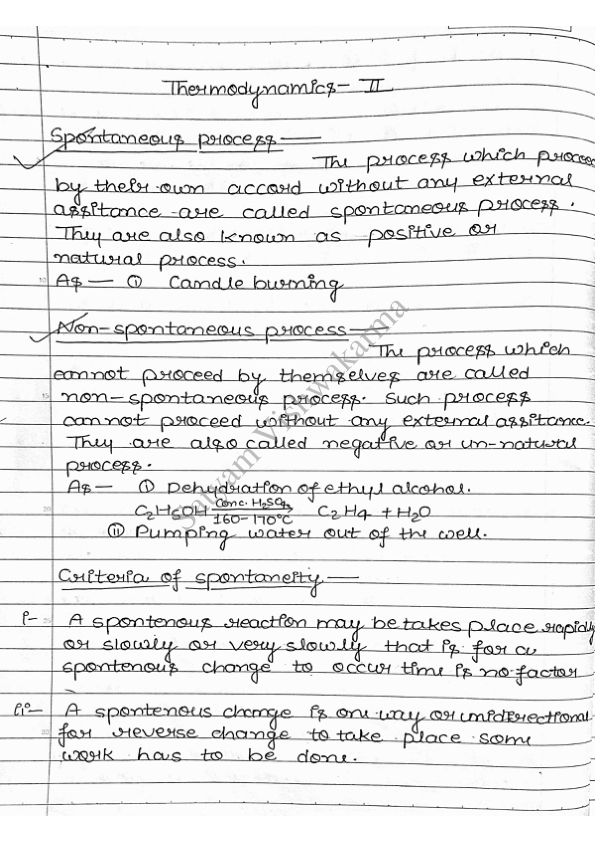 Thermodynamics- II
Spontaneous process —
The process which proceed
by their own accord without any external
assitance are called spontaneous process.
They are also known as positive or
natural process.
As — ① Candle burning
Non-spontaneous process —
The process which
cannot proceed by themselves are called
non-spontaneous process. Such process
cannot proceed without any external assitance.
They are also called negative or un-natural
process.
As — ① Dehydration of ethyl alcohol.
C2H5OH Conc. H2SO4 160-170°C C2H4 + H2O
⑪ Pumping water out of the well.
Criteria of spontaneity —
i- A spontenous reaction may be takes place rapidly
or slowly or very slowly that is for a
spontenous change to occur time is no factor
ii- A spontenous change is one way or unidirectional
for reverse change to take place some
work has to be done.
Satyam Vishwakarma